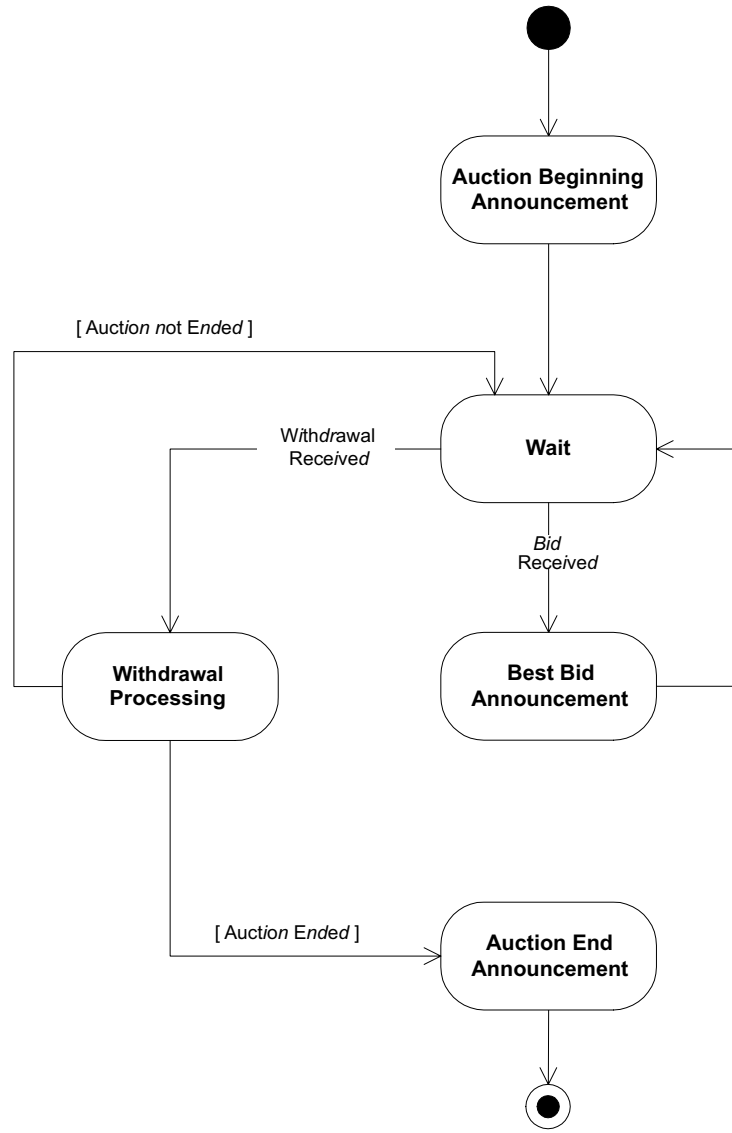 Auction Beginning
Announcement
[ Auction not Ended ]
Withdrawal
Received
Wait
Bid
Received
Withdrawal
Processing
Best Bid
Announcement
[ Auction Ended ]
Auction End
Announcement